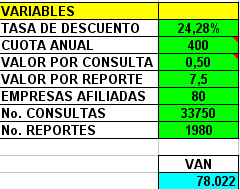 VARIABLES
TASA DE DESCUENTO 24,28%
CUOTA ANUAL 400
VALOR POR CONSULTA 0,50
VALOR POR REPORTE 7,5
EMPRESAS AFILIADAS 80
No. CONSULTAS 33750
No. REPORTES 1980
VAN
78.022